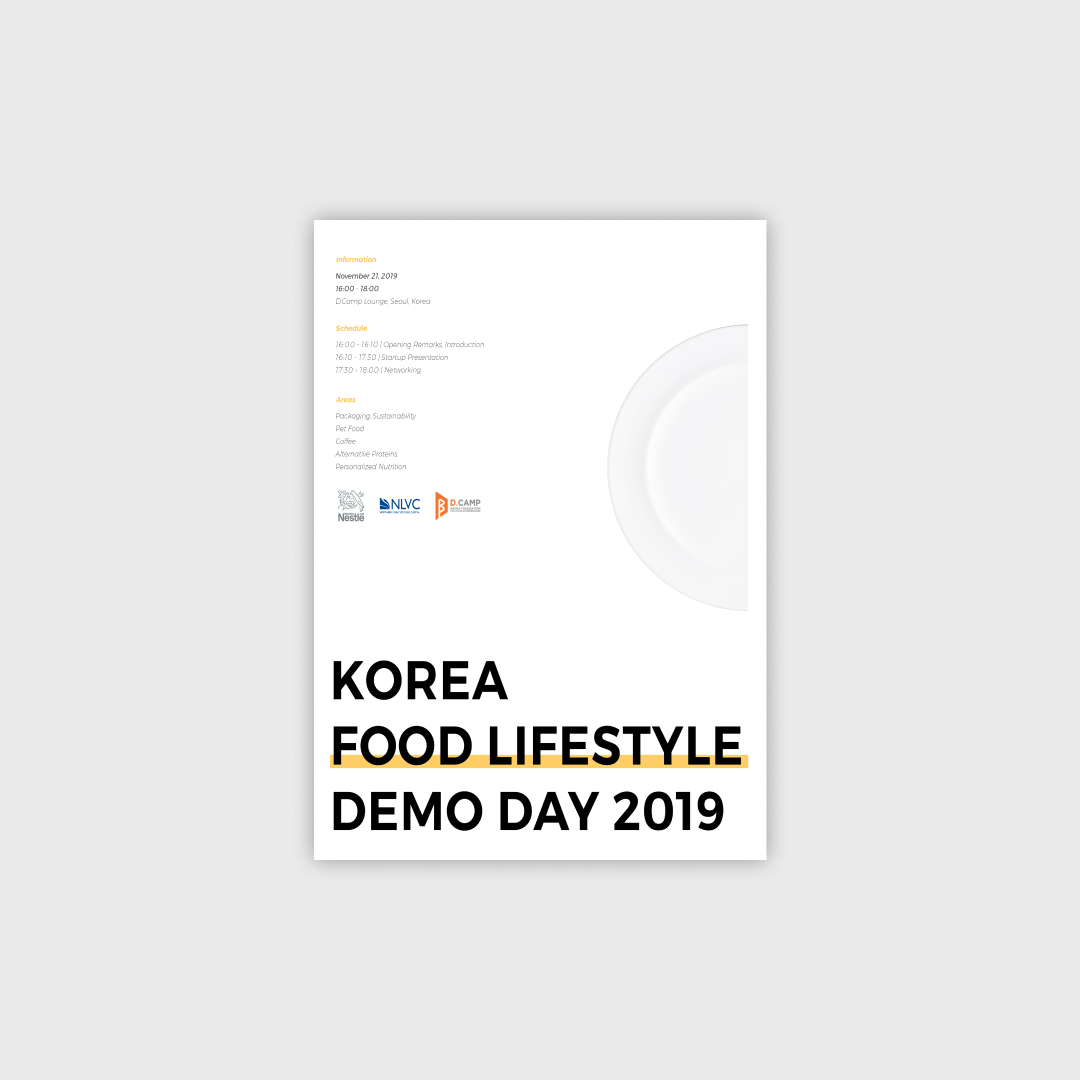 Information
November 21, 2019
16:00 - 18:00
D.Camp Lounge, Seoul, Korea
Schedule
16:00 - 16:10 | Opening Remarks, Introduction
16:10 - 17:30 | Startup Presentation
17:30 - 18:00 | Networking
Areas
Packaging, Sustainability
Pet Food
Coffee
Alternative Proteins
Personalized Nutrition
Nestlé
NLVC
D.CAMP
KOREA
FOOD LIFESTYLE
DEMO DAY 2019